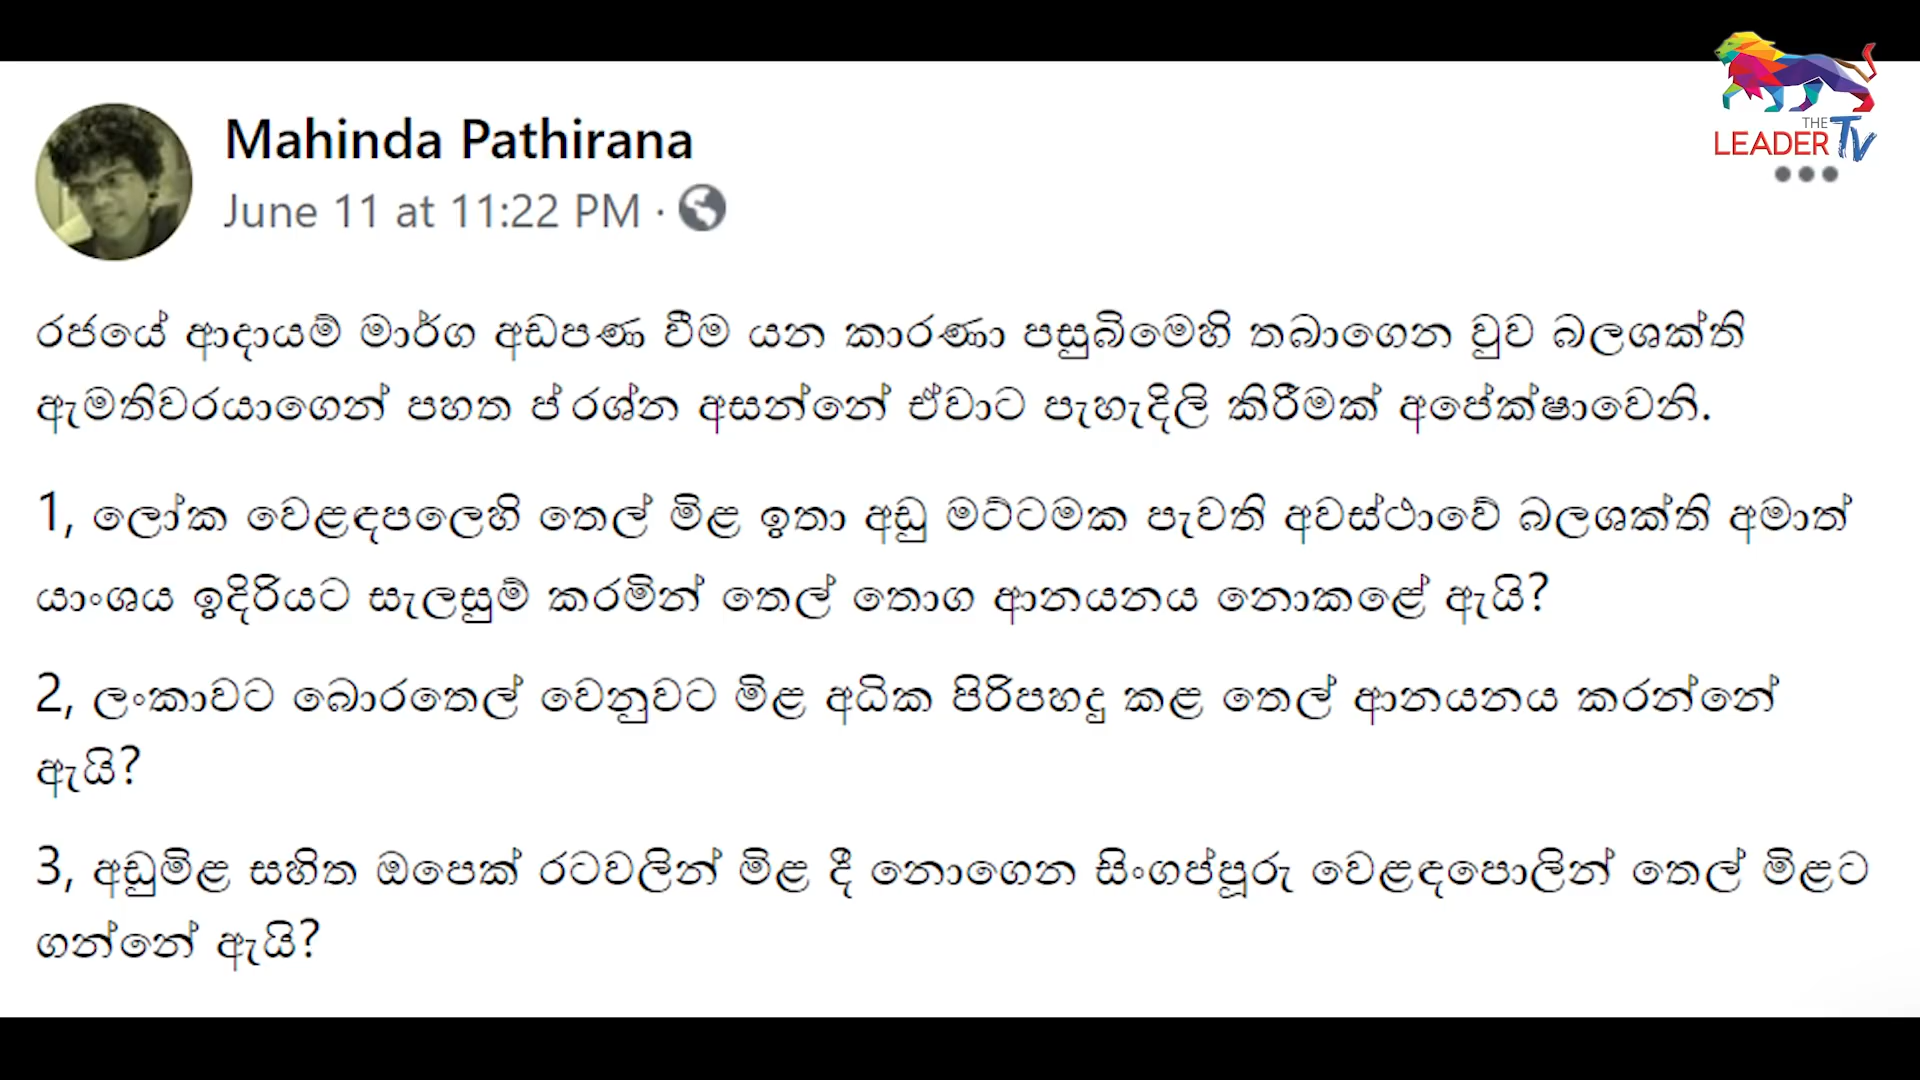 THE
LEADER TV
Mahinda Pathirana
June 11 at 11:22 PM ·
රජයේ ආදායම් මාර්ග අඩපණ වීම යන කාරණා පසුබිමෙහි තබාගෙන වුව බලශක්ති
ඇමතිවරයාගෙන් පහත ප්‍රශ්න අසන්නේ ඒවාට පැහැදිලි කිරීමක් අපේක්ෂාවෙනි.
1, ලෝක වෙළඳපලෙහි තෙල් මිළ ඉතා අඩු මට්ටමක පැවති අවස්ථාවේ බලශක්ති අමාත්
යාංශය ඉදිරියට සැලසුම් කරමින් තෙල් තොග ආනයනය නොකළේ ඇයි?
2, ලංකාවට බොරතෙල් වෙනුවට මිළ අධික පිරිපහදු කළ තෙල් ආනයනය කරන්නේ
ඇයි?
3, අඩුමිළ සහිත ඔපෙක් රටවලින් මිළ දී නොගෙන සිංගප්පූරු වෙළඳපොලින් තෙල් මිළට
ගන්නේ ඇයි?